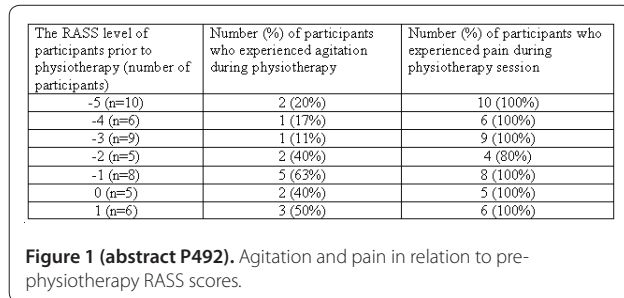 The RASS level of participants prior to physiotherapy (number of participants) Number (%) of participants who experienced agitation during physiotherapy Number (%) of participants who experienced pain during physiotherapy session
-5 (n=10) 2 (20%) 10 (100%)
-4 (n=6) 1 (17%) 6 (100%)
-3 (n=9) 1 (11%) 9 (100%)
-2 (n=5) 2 (40%) 4 (80%)
-1 (n=8) 5 (63%) 8 (100%)
0 (n=5) 2 (40%) 5 (100%)
1 (n=6) 3 (50%) 6 (100%)
Figure 1 (abstract P492). Agitation and pain in relation to pre-
physiotherapy RASS scores.